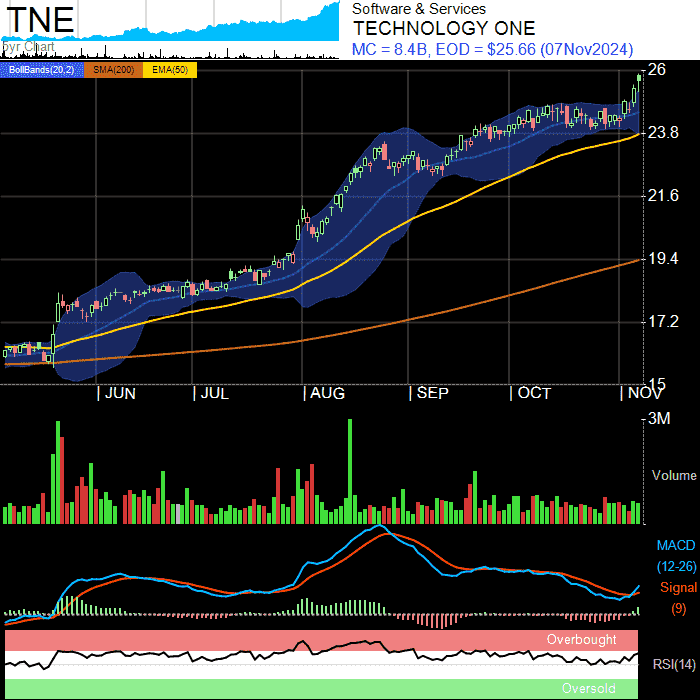 TNE
byr Chart
Software & Services
TECHNOLOGY ONE
MC = 8.4B, EOD = $25.66 (07Nov2024)
BollBands(20,2) SMA(200) EMA(50)
26
23.8
21.6
19.4
17.2
15
JUN JUL AUG SEP OCT NOV
3M
Volume
MACD
(12-26)
Signal
(9)
Overbought
RSI(14)
Oversold